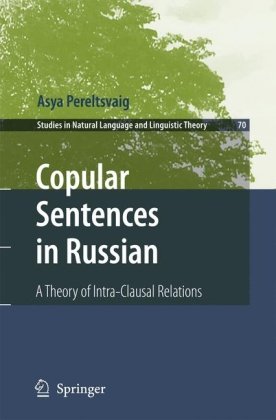 Asya Pereltsvaig
Studies in Natural Language and Linguistic Theory 70
Copular
Sentences in Russian
A Theory of Intra-Clausal Relations
Springer